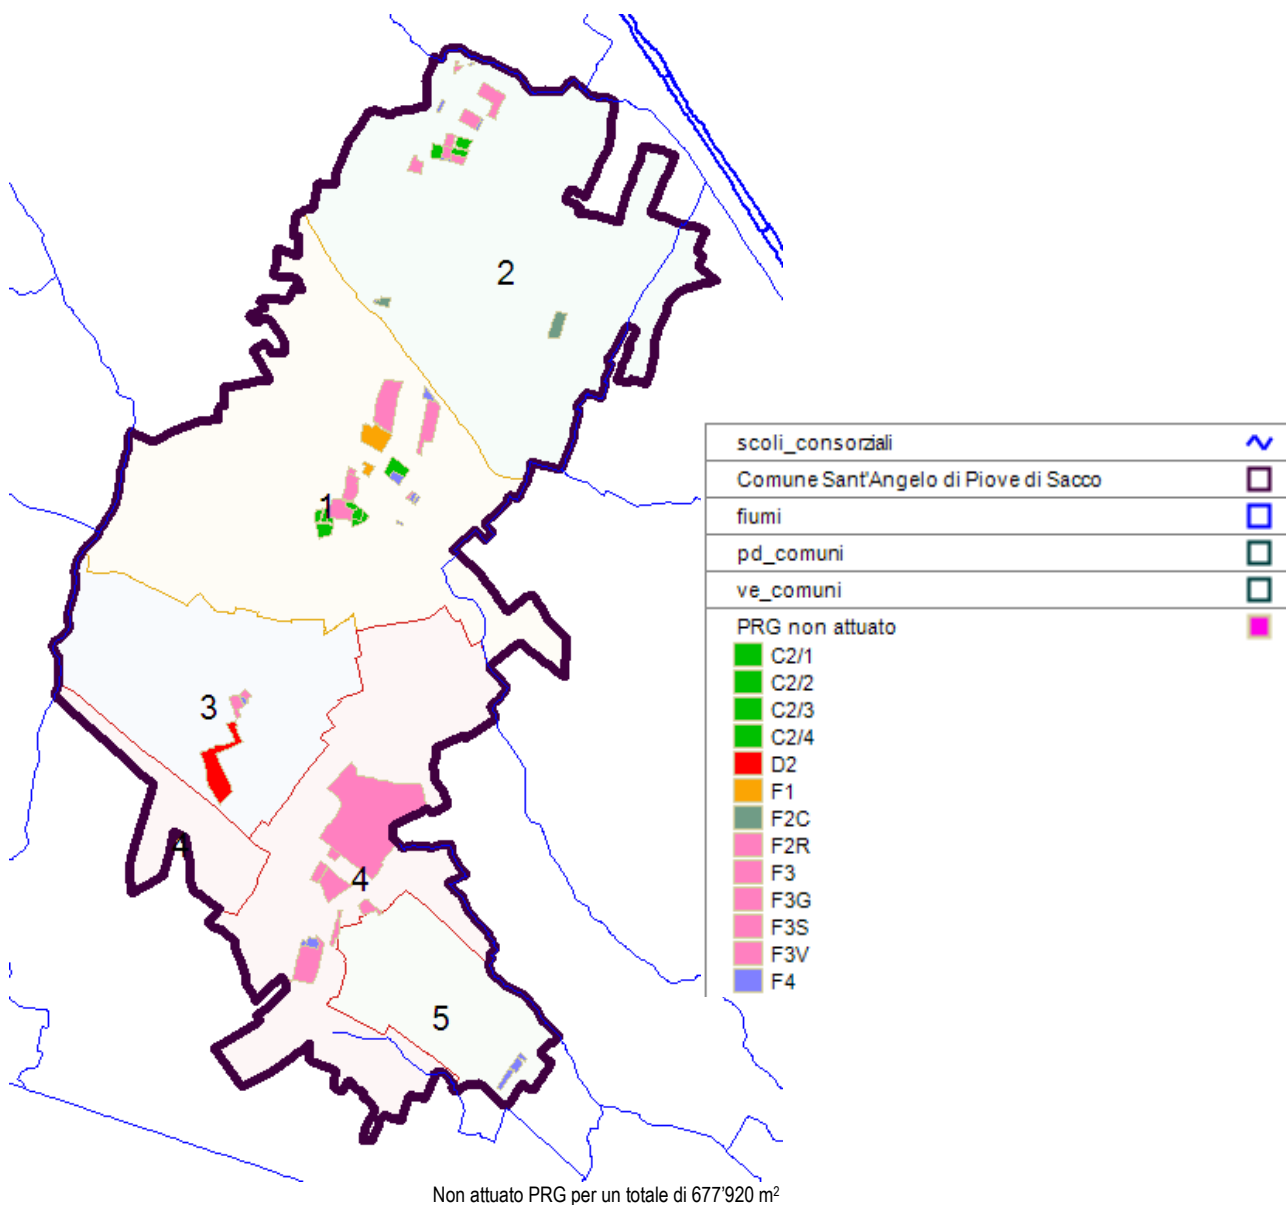 2
1
3
4
4
5
scoli_consorziali
Comune Sant'Angelo di Piove di Sacco
fiumi
pd_comuni
ve_comuni
PRG non attuato
C2/1
C2/2
C2/3
C2/4
D2
F1
F2C
F2R
F3
F3G
F3S
F3V
F4
Non attuato PRG per un totale di 677'920 m²